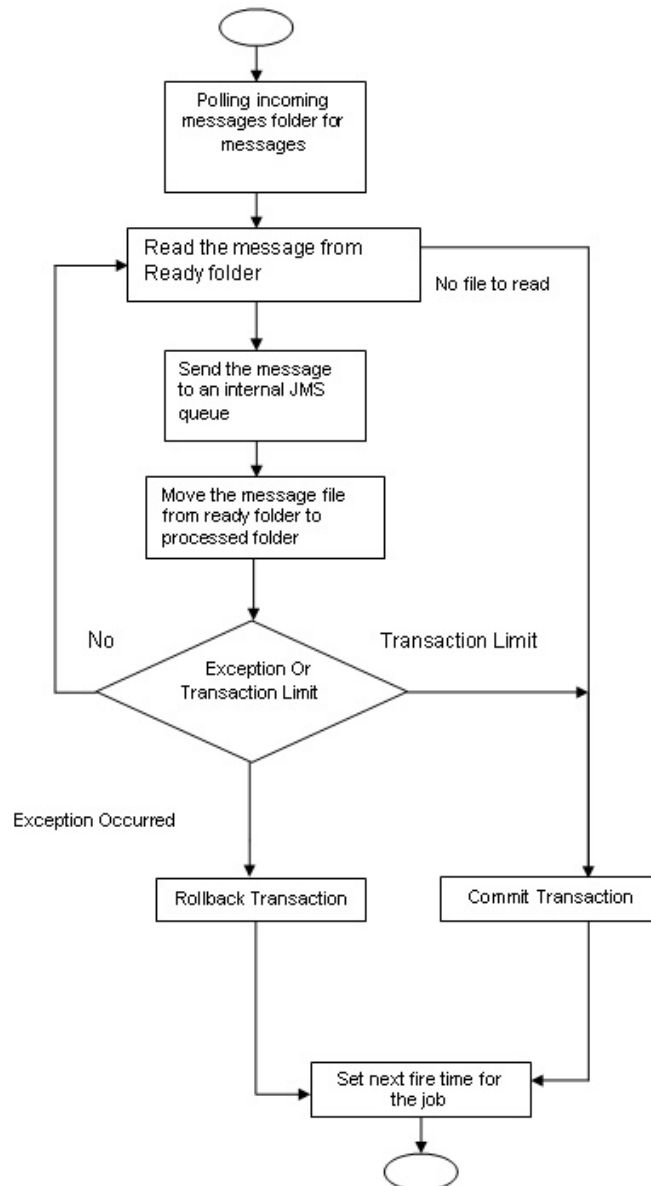 Polling incoming
messages folder for
messages
Read the message from
Ready folder
No file to read
Send the message
to an internal JMS
queue
Move the message file
from ready folder to
processed folder
No
Transaction Limit
Exception Or
Transaction Limit
Exception Occurred
Rollback Transaction
Commit Transaction
Set next fire time for
the job